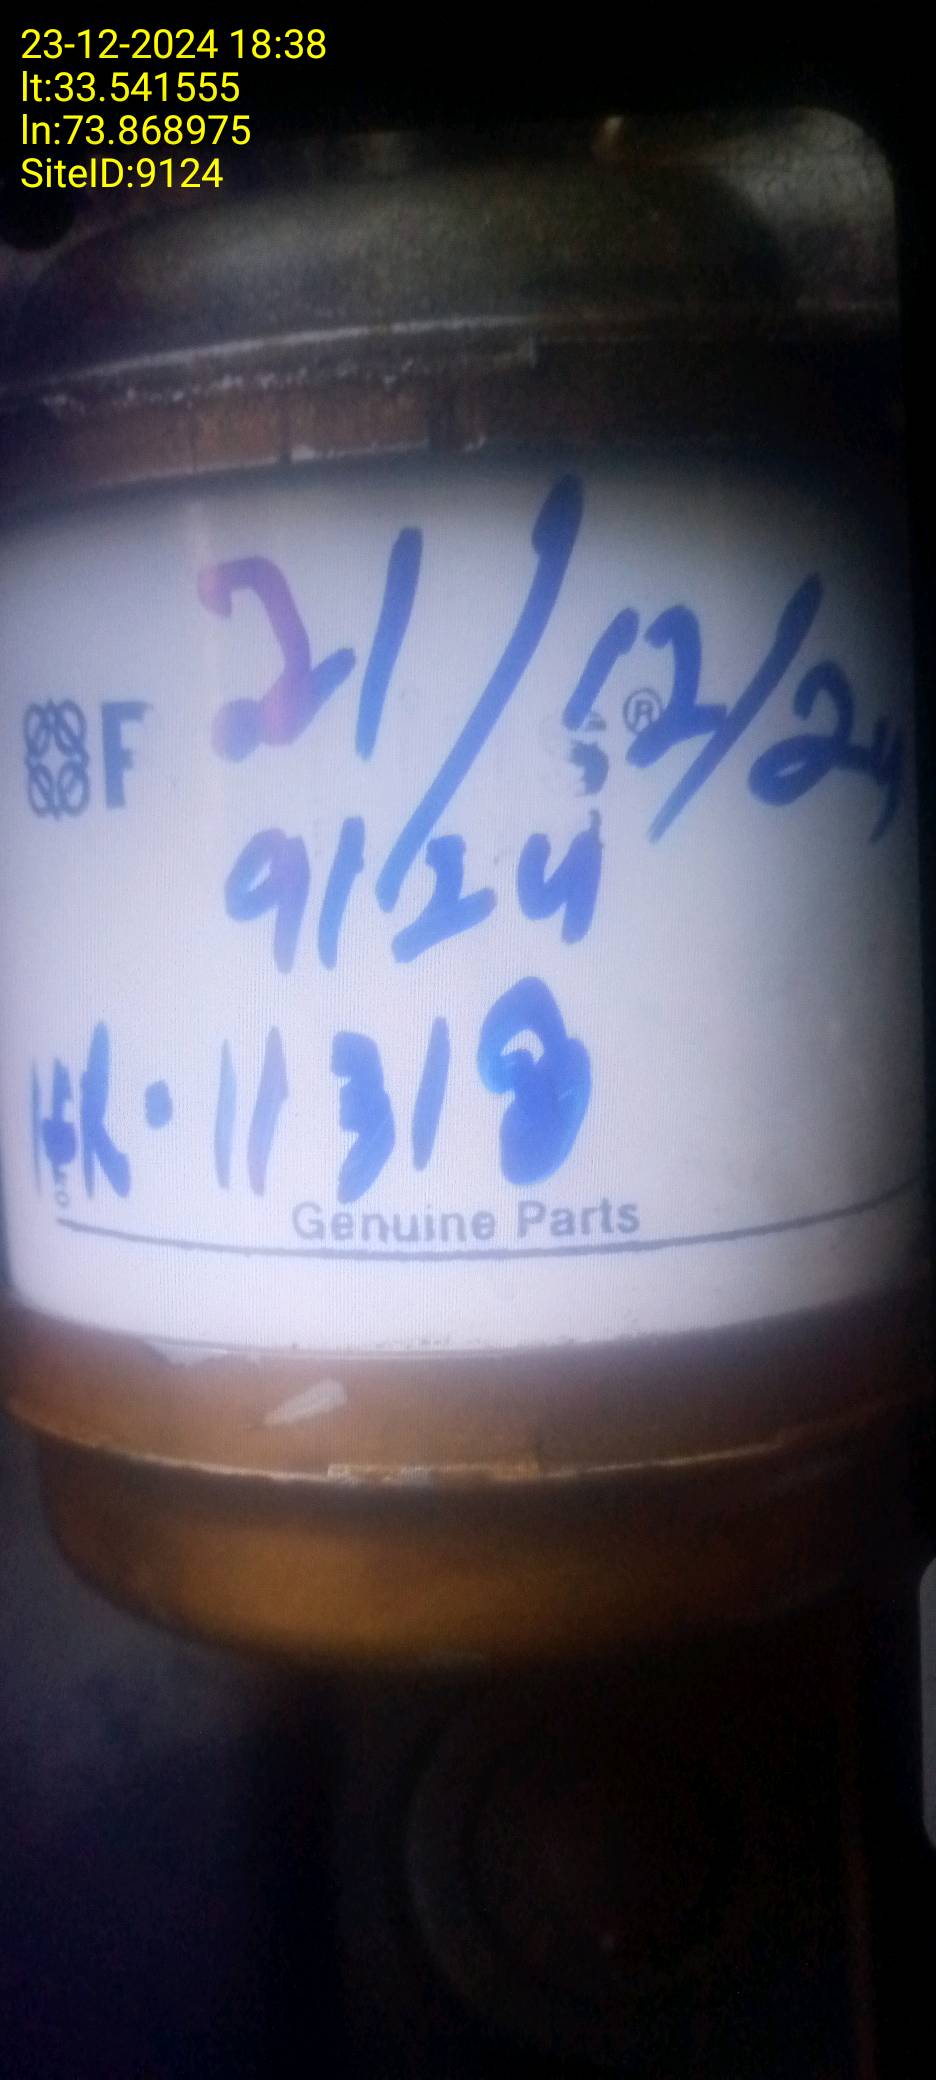 23-12-2024 18:38
lt:33.541555
ln:73.868975
SiteID:9124
21/12/24
F ®
9124
HR. 11318
Genuine Parts